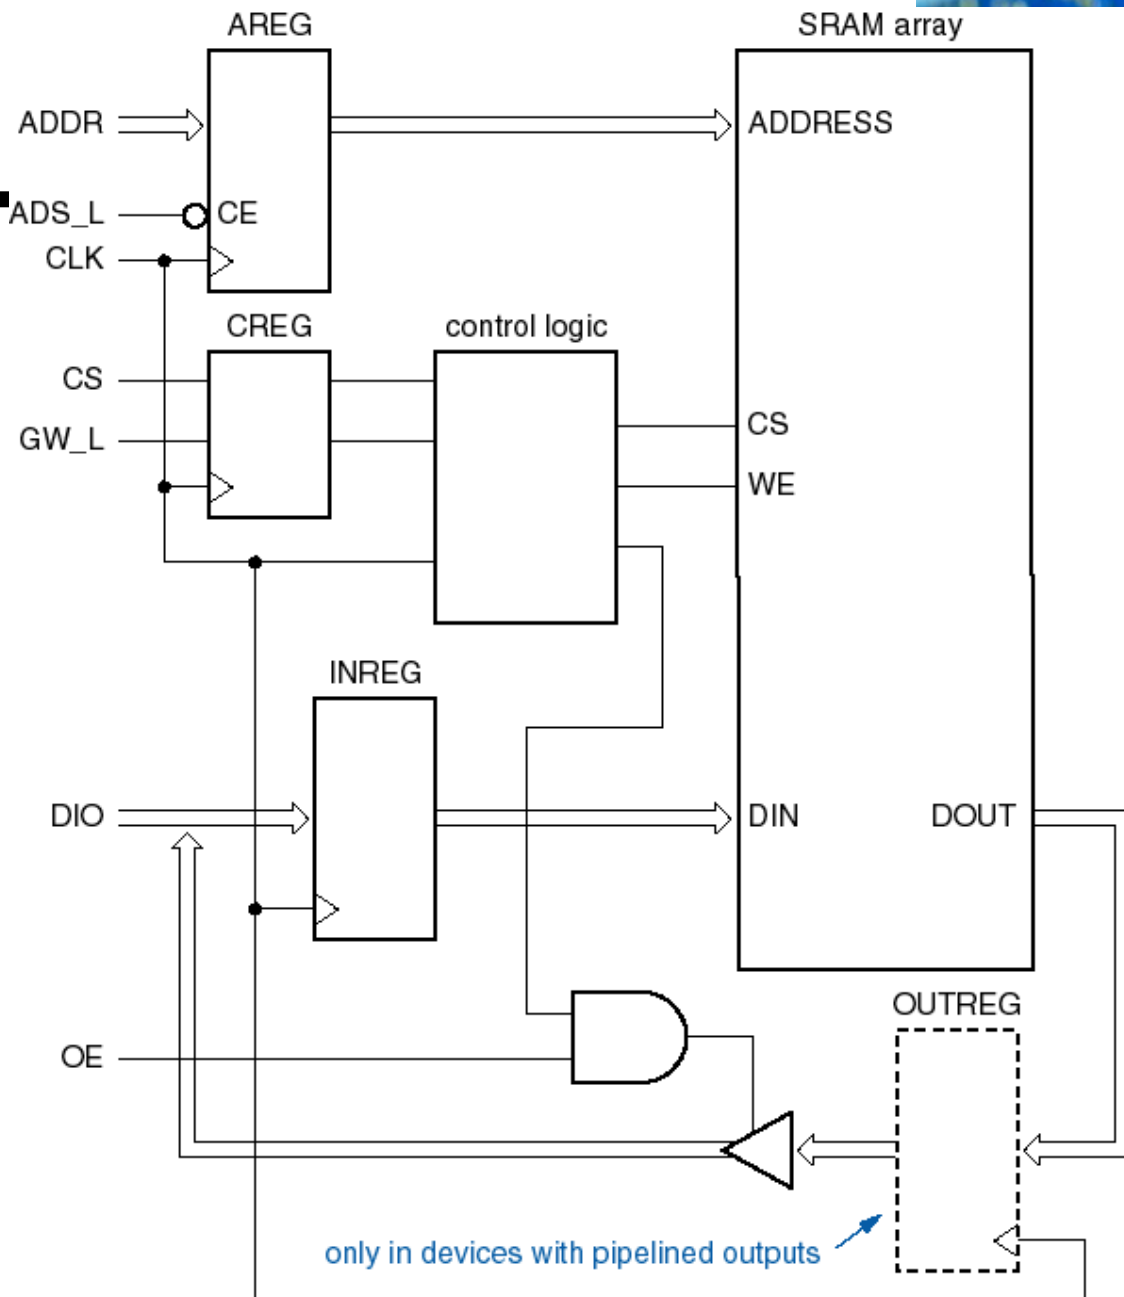 AREG
SRAM array
ADDR
ADDRESS
ADS_L
CE
CLK
CREG
control logic
CS
CS
GW_L
WE
INREG
DIO
DIN
DOUT
OUTREG
OE
only in devices with pipelined outputs